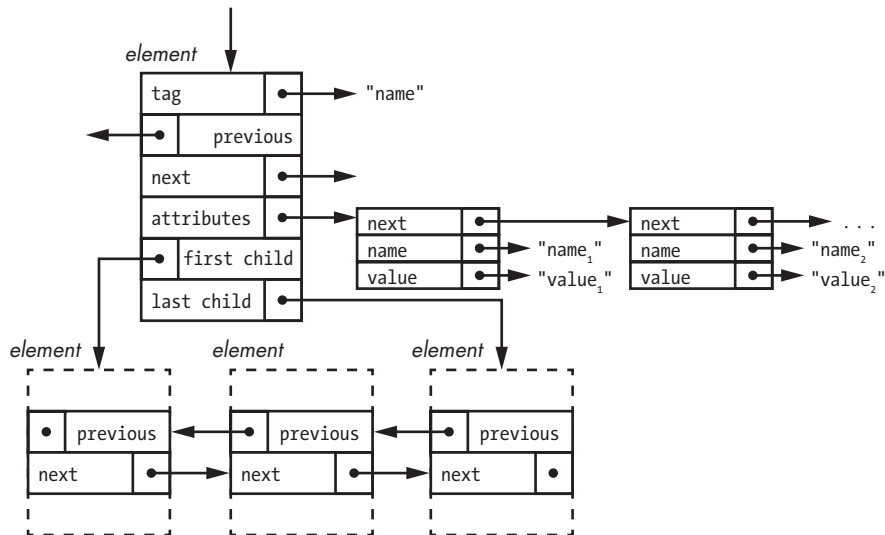 element
tag "name"
previous
next
attributes
next
next ...
name "name₁"
name "name₂"
first child
value "value₁"
value "value₂"
last child
element
element
element
previous
previous
previous
next
next
next